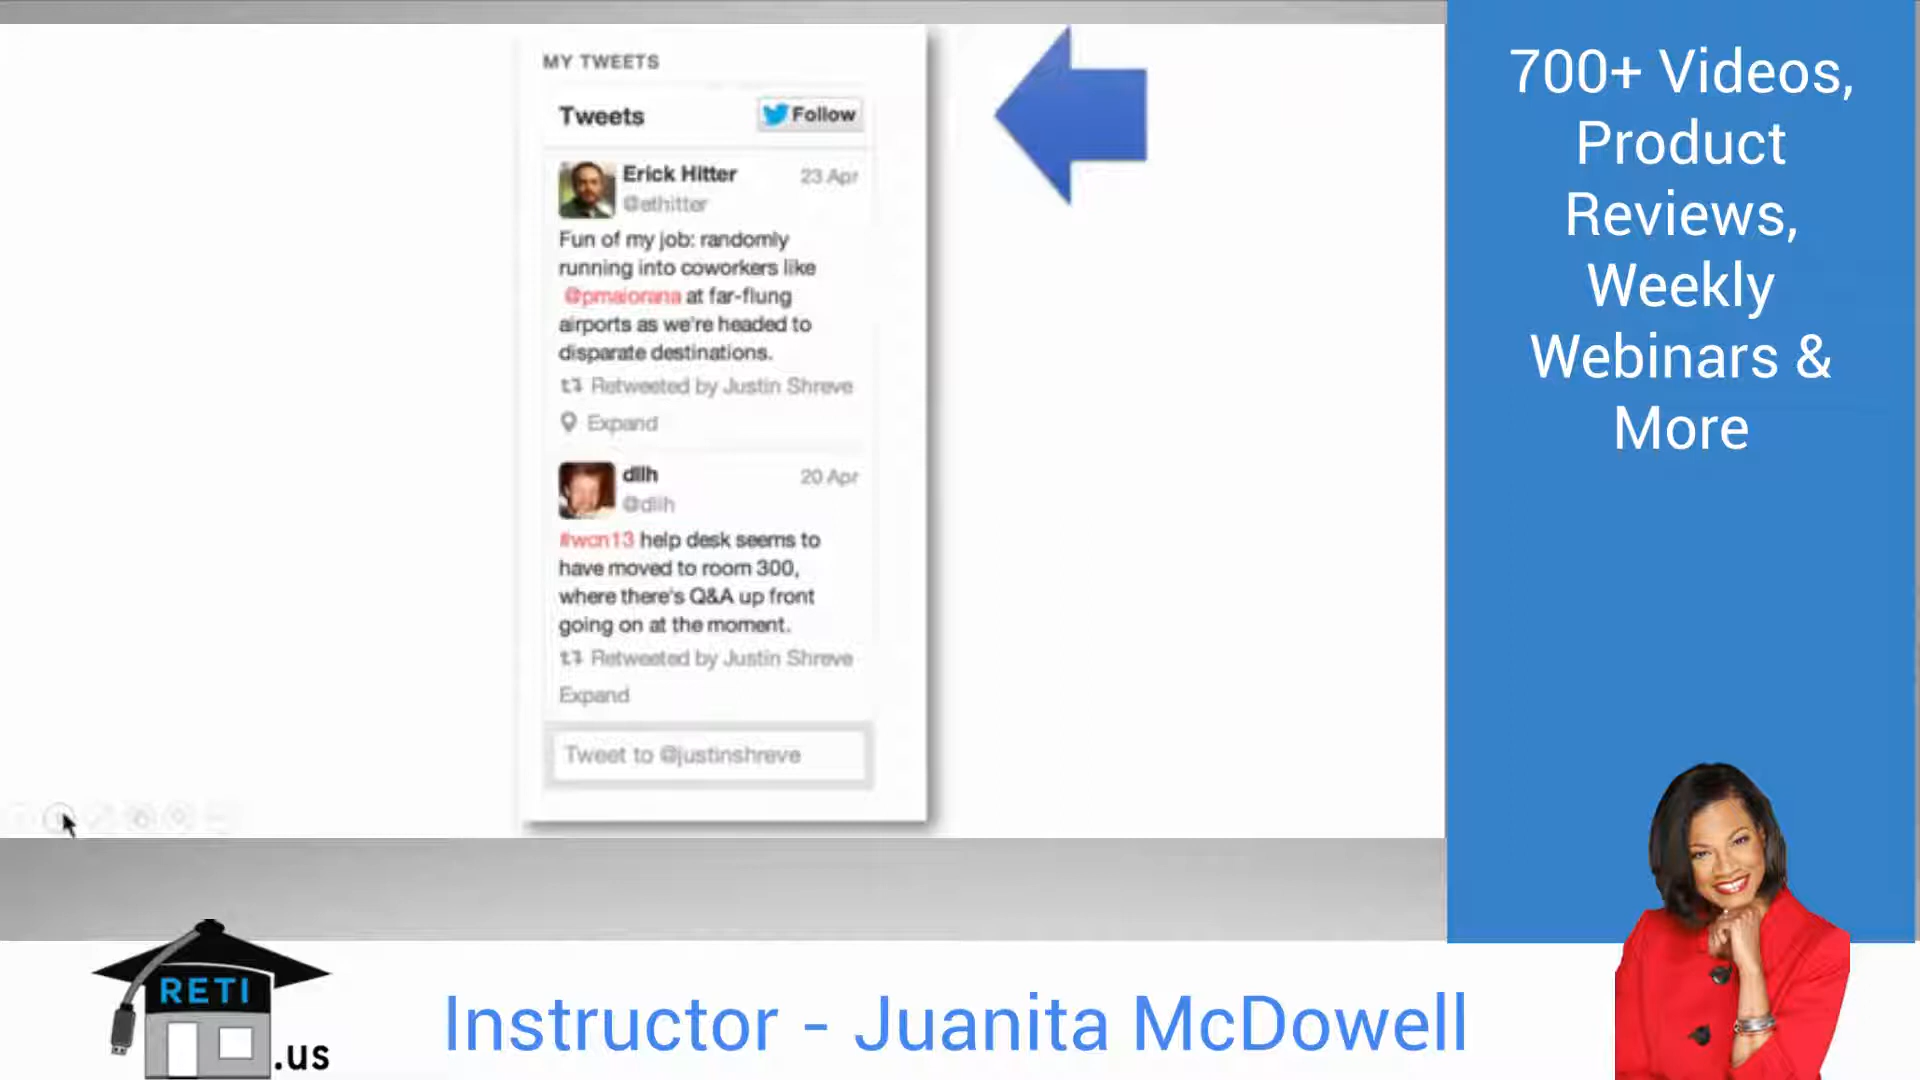 MY TWEETS
Tweets
Follow
Erick Hitter
23 Apr
@ethitter
Fun of my job: randomly
running into coworkers like
@pmaiorana at far-flung
airports as we're headed to
disparate destinations.
Retweeted by Justin Shreve
Expand
dllh
20 Apr
@dllh
#wcn13 help desk seems to
have moved to room 300,
where there's Q&A up front
going on at the moment.
Retweeted by Justin Shreve
Expand
Tweet to @justinshreve
700+ Videos,
Product
Reviews,
Weekly
Webinars &
More
RETI
.us
Instructor - Juanita McDowell